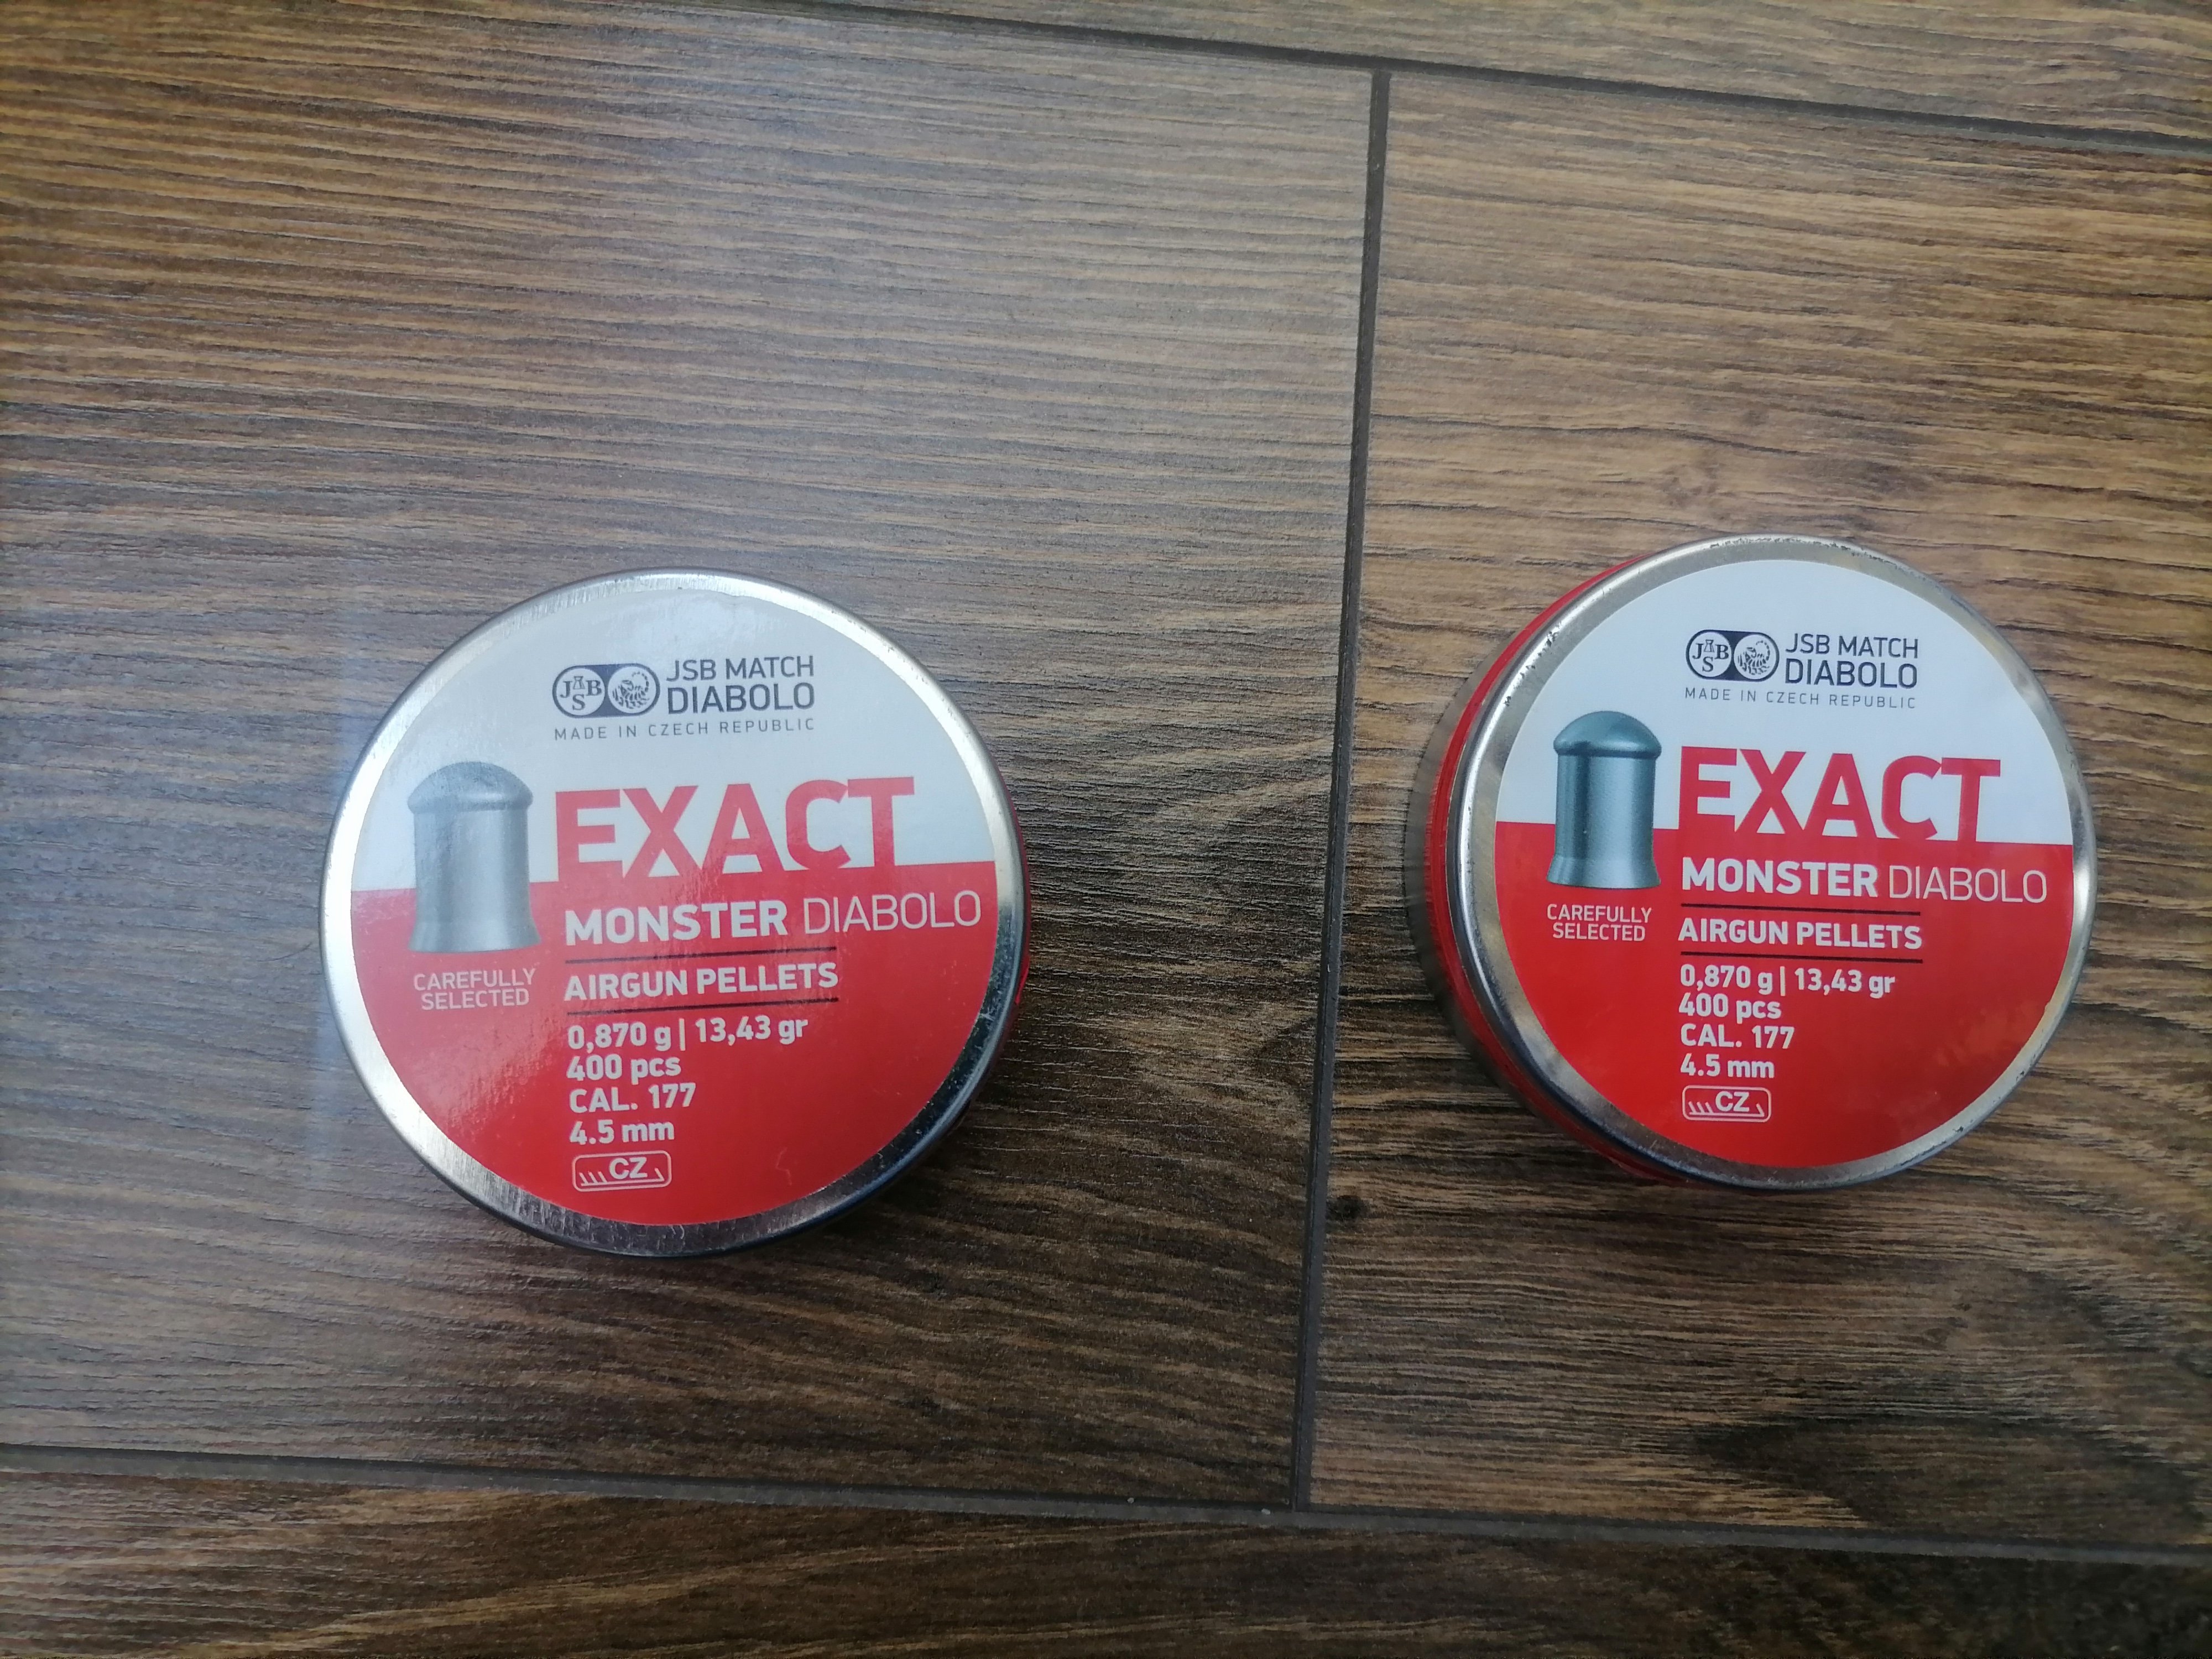 JSB
JSB MATCH
DIABOLO
MADE IN CZECH REPUBLIC
EXACT
MONSTER DIABOLO
AIRGUN PELLETS
CAREFULLY
SELECTED
0,870 g | 13,43 gr
400 pcs
CAL. 177
4.5 mm
CZ
JSB
JSB MATCH
DIABOLO
MADE IN CZECH REPUBLIC
EXACT
MONSTER DIABOLO
AIRGUN PELLETS
CAREFULLY
SELECTED
0,870 g | 13,43 gr
400 pcs
CAL. 177
4.5 mm
CZ